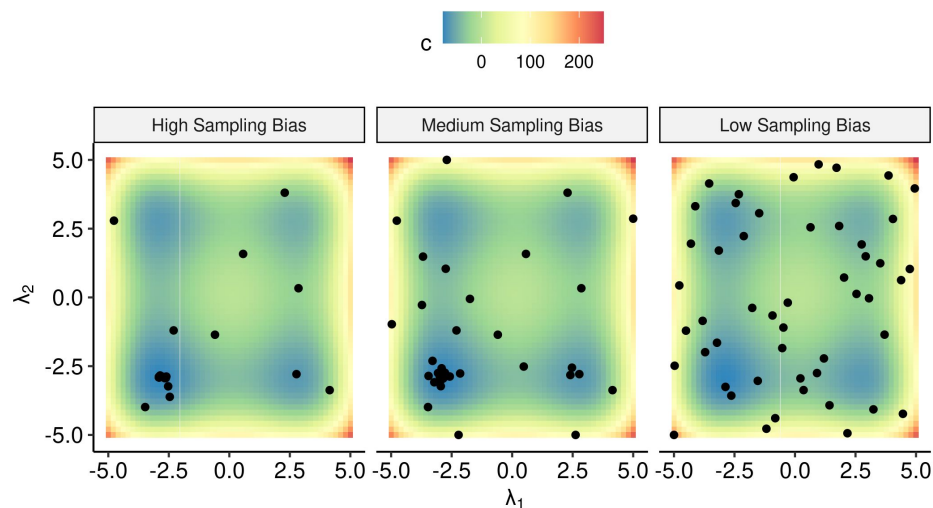 c
0 100 200
High Sampling Bias Medium Sampling Bias Low Sampling Bias
5.0
2.5
0.0
-2.5
-5.0
λ2
-5.0 -2.5 0.0 2.5 5.0 -5.0 -2.5 0.0 2.5 5.0 -5.0 -2.5 0.0 2.5 5.0
λ1